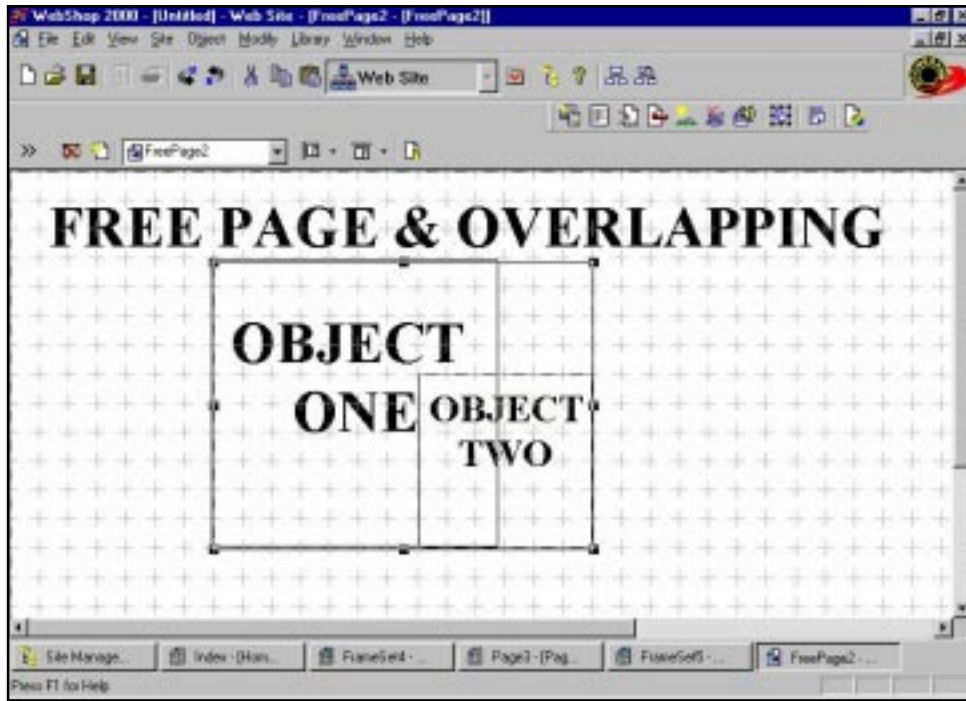 WebShop 2000 - [Untitled] - Web Site - [FreePage2 - [FreePage2]]
File Edit View Site Object Modify Library Window Help
Web Site
FreePage2
FREE PAGE & OVERLAPPING
OBJECT
ONE
OBJECT
TWO
Site Manage... Index - [Hom... FrameSet4 - ... Page3 - [Pag... FrameSet5 - ... FreePage2 - ...
Press F1 for Help